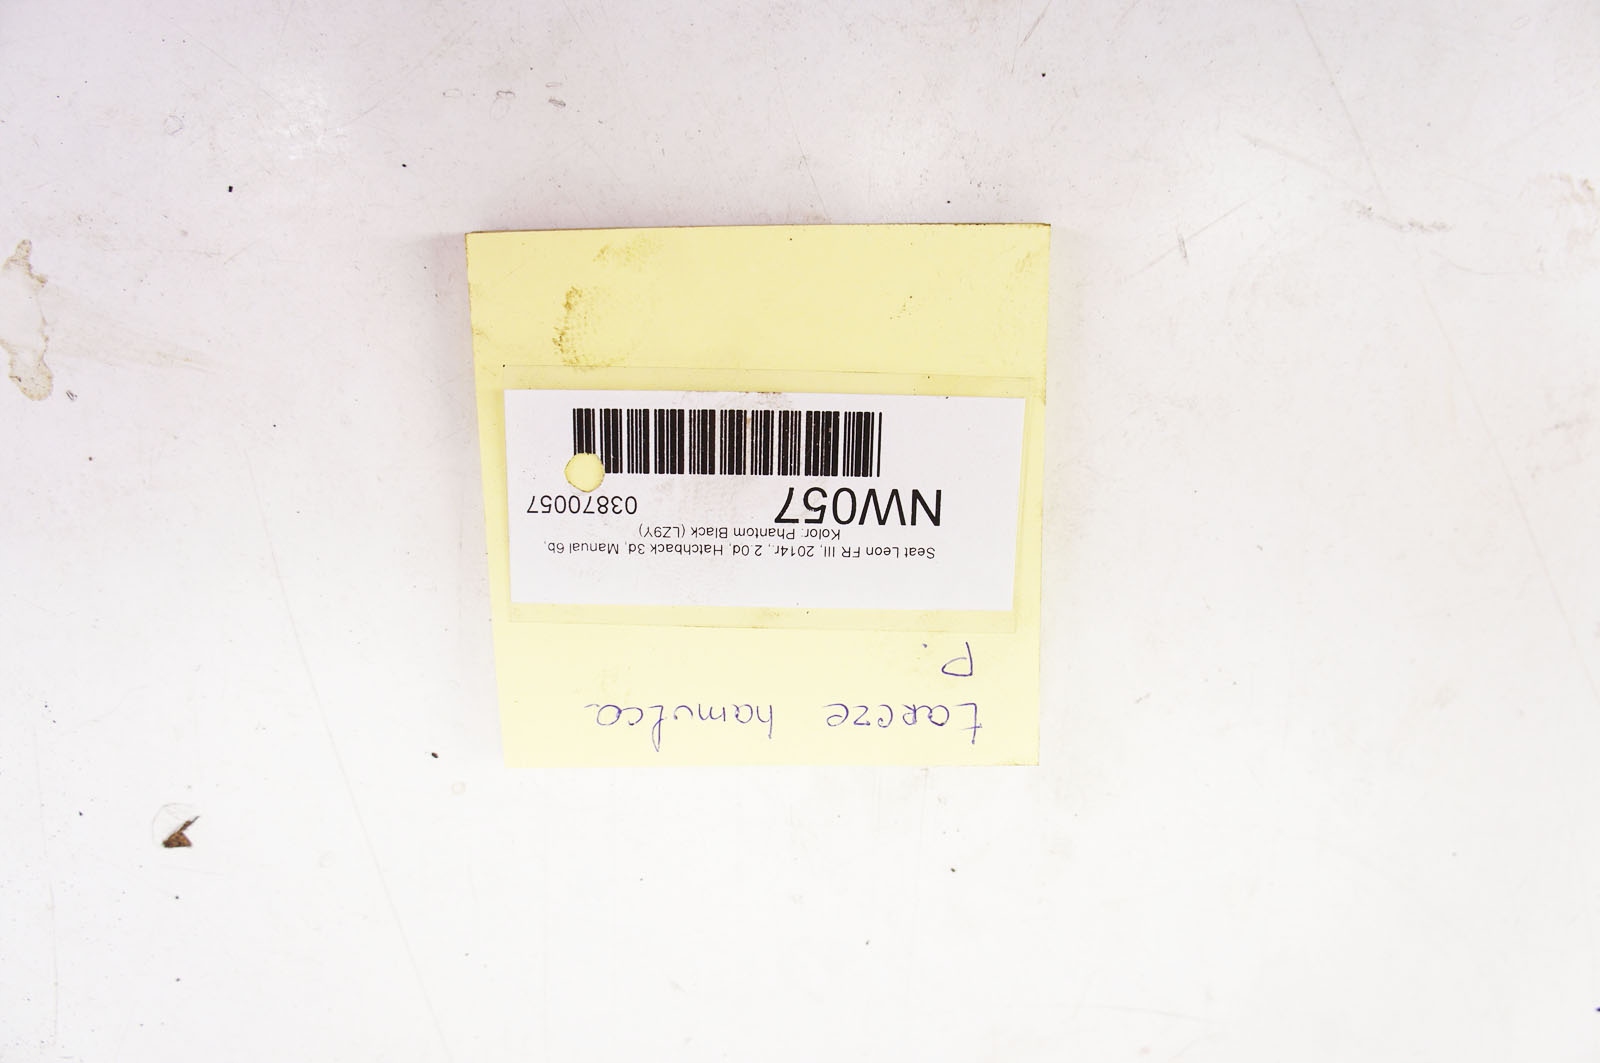 tarcze hamulca
P.
Seat Leon FR III, 2014r., 2.0d, Hatchback 3d, Manual 6b,
Kolor: Phantom Black (LZ9Y)
NW057 03870057